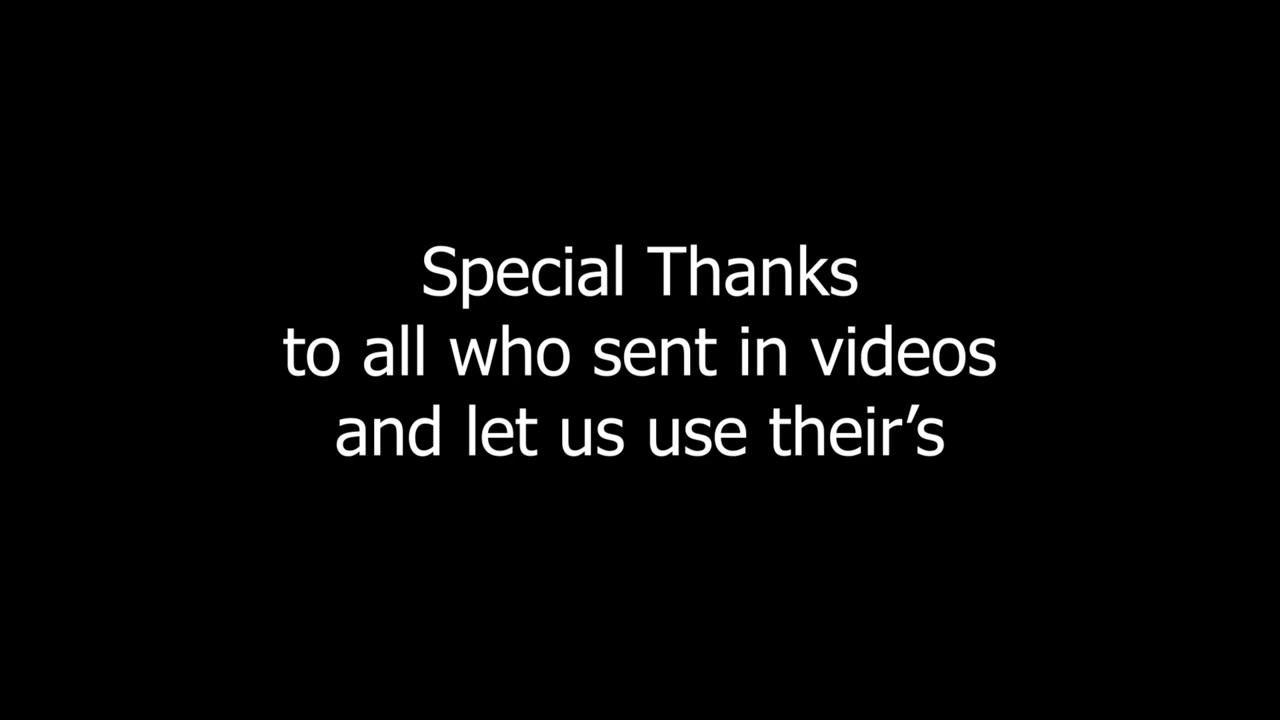 Special Thanks
to all who sent in videos
and let us use their’s